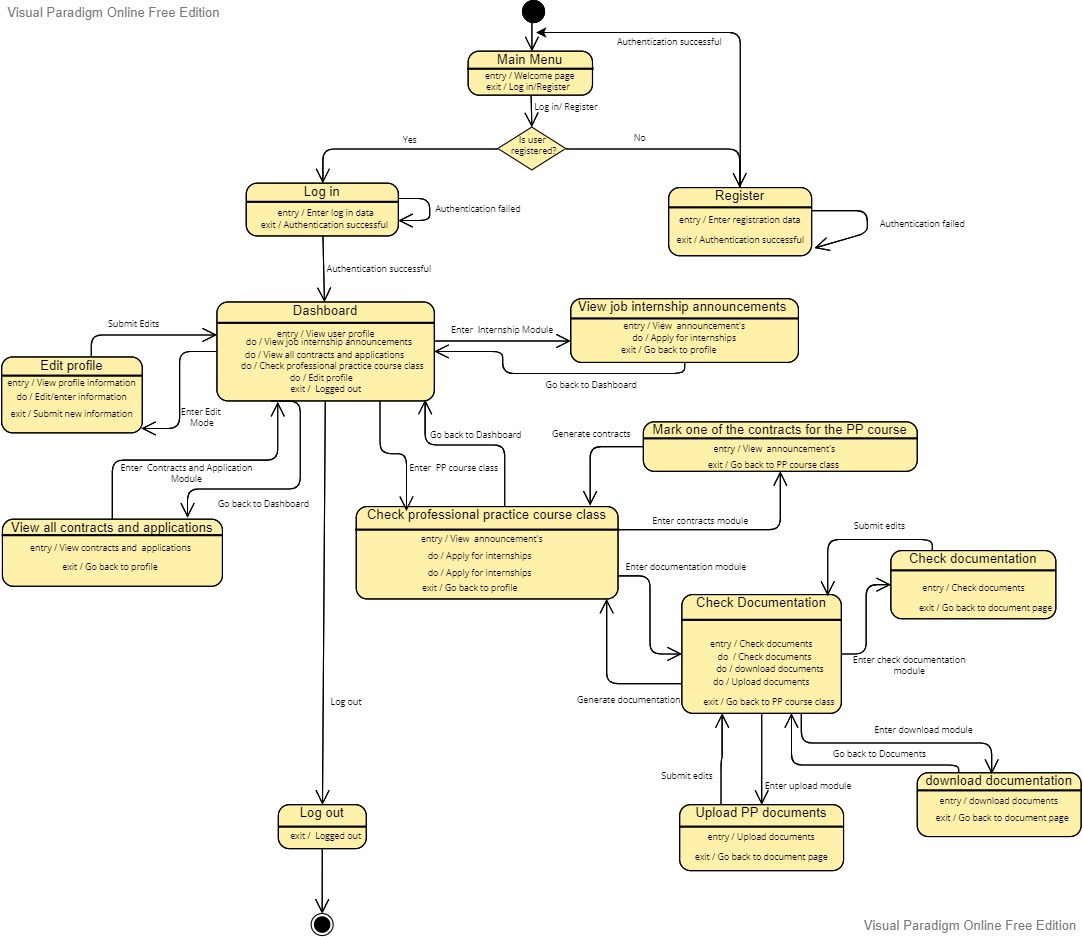 Visual Paradigm Online Free Edition
Authentication successful
Main Menu
entry / Welcome page
exit / Log in/Register
Log in/ Register
Is user
registered?
Yes
No
Log in
entry / Enter log in data
exit / Authentication successful
Authentication failed
Register
entry / Enter registration data
exit / Authentication successful
Authentication failed
Authentication successful
Dashboard
entry / View user profile
do / View job internship announcements
do / View all contracts and applications
do / Check professional practice course class
do / Edit profile
exit / Logged out
View job internship announcements
entry / View announcement's
do / Apply for internships
exit / Go back to profile
Enter Internship Module
Go back to Dashboard
Submit Edits
Edit profile
entry / View profile information
do / Edit/enter information
exit / Submit new information
Enter Edit
Mode
Enter Contracts and Application
Module
Go back to Dashboard
View all contracts and applications
entry / View contracts and applications
exit / Go back to profile
Go back to Dashboard
Enter PP course class
Generate contracts
Mark one of the contracts for the PP course
entry / View announcement's
exit / Go back to PP course class
Check professional practice course class
entry / View announcement's
do / Apply for internships
do / Apply for internships
exit / Go back to profile
Enter contracts module
Submit edits
Check documentation
entry / Check documents
exit / Go back to document page
Enter documentation module
Check Documentation
entry / Check documents
do / Check documents
do / download documents
do / Upload documents
exit / Go back to PP course class
Enter check documentation
module
Generate documentation
Log out
Enter download module
Go back to Documents
Submit edits
Enter upload module
download documentation
entry / download documents
exit / Go back to document page
Upload PP documents
entry / Upload documents
exit / Go back to document page
Log out
exit / Logged out
Visual Paradigm Online Free Edition